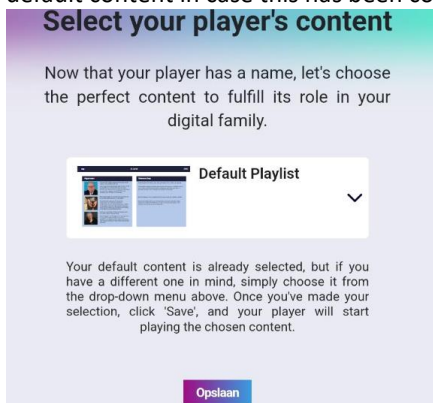 default content in case this has been co
Select your player's content
Now that your player has a name, let's choose
the perfect content to fulfill its role in your
digital family.
Default Playlist
Your default content is already selected, but if you
have a different one in mind, simply choose it from
the drop-down menu above. Once you've made your
selection, click 'Save', and your player will start
playing the chosen content.
Opslaan